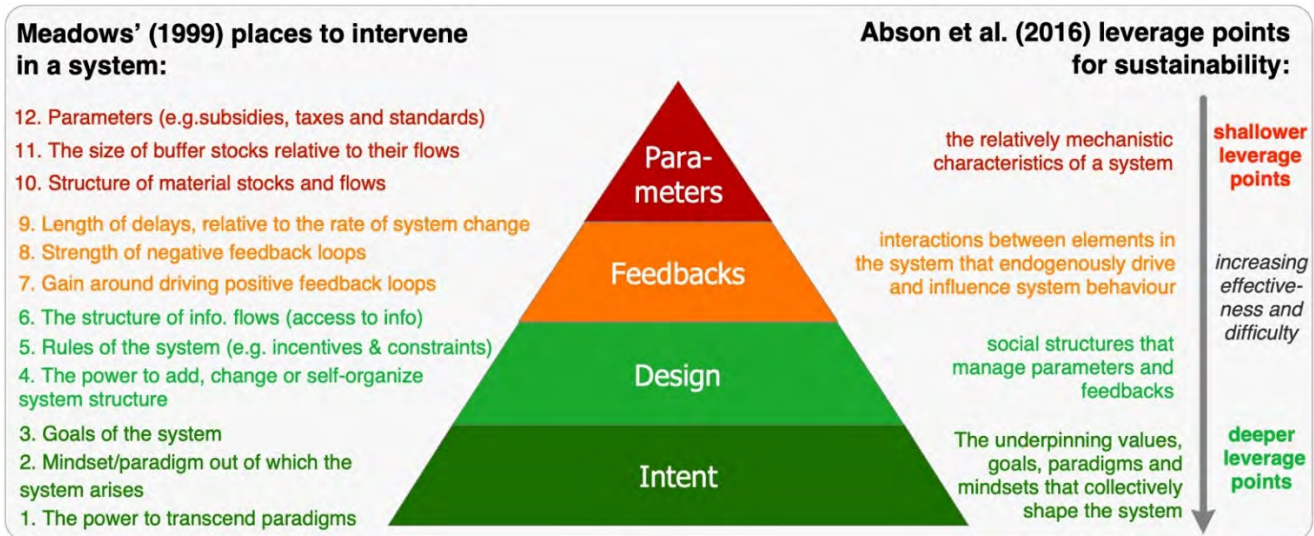 Meadows’ (1999) places to intervene
in a system:
12. Parameters (e.g.subsidies, taxes and standards)
11. The size of buffer stocks relative to their flows
10. Structure of material stocks and flows
9. Length of delays, relative to the rate of system change
8. Strength of negative feedback loops
7. Gain around driving positive feedback loops
6. The structure of info. flows (access to info)
5. Rules of the system (e.g. incentives & constraints)
4. The power to add, change or self-organize
system structure
3. Goals of the system
2. Mindset/paradigm out of which the
system arises
1. The power to transcend paradigms
Para-
meters
Feedbacks
Design
Intent
Abson et al. (2016) leverage points
for sustainability:
the relatively mechanistic
characteristics of a system
interactions between elements in
the system that endogenously drive
and influence system behaviour
social structures that
manage parameters and
feedbacks
The underpinning values,
goals, paradigms and
mindsets that collectively
shape the system
shallower
leverage
points
increasing
effective-
ness and
difficulty
deeper
leverage
points